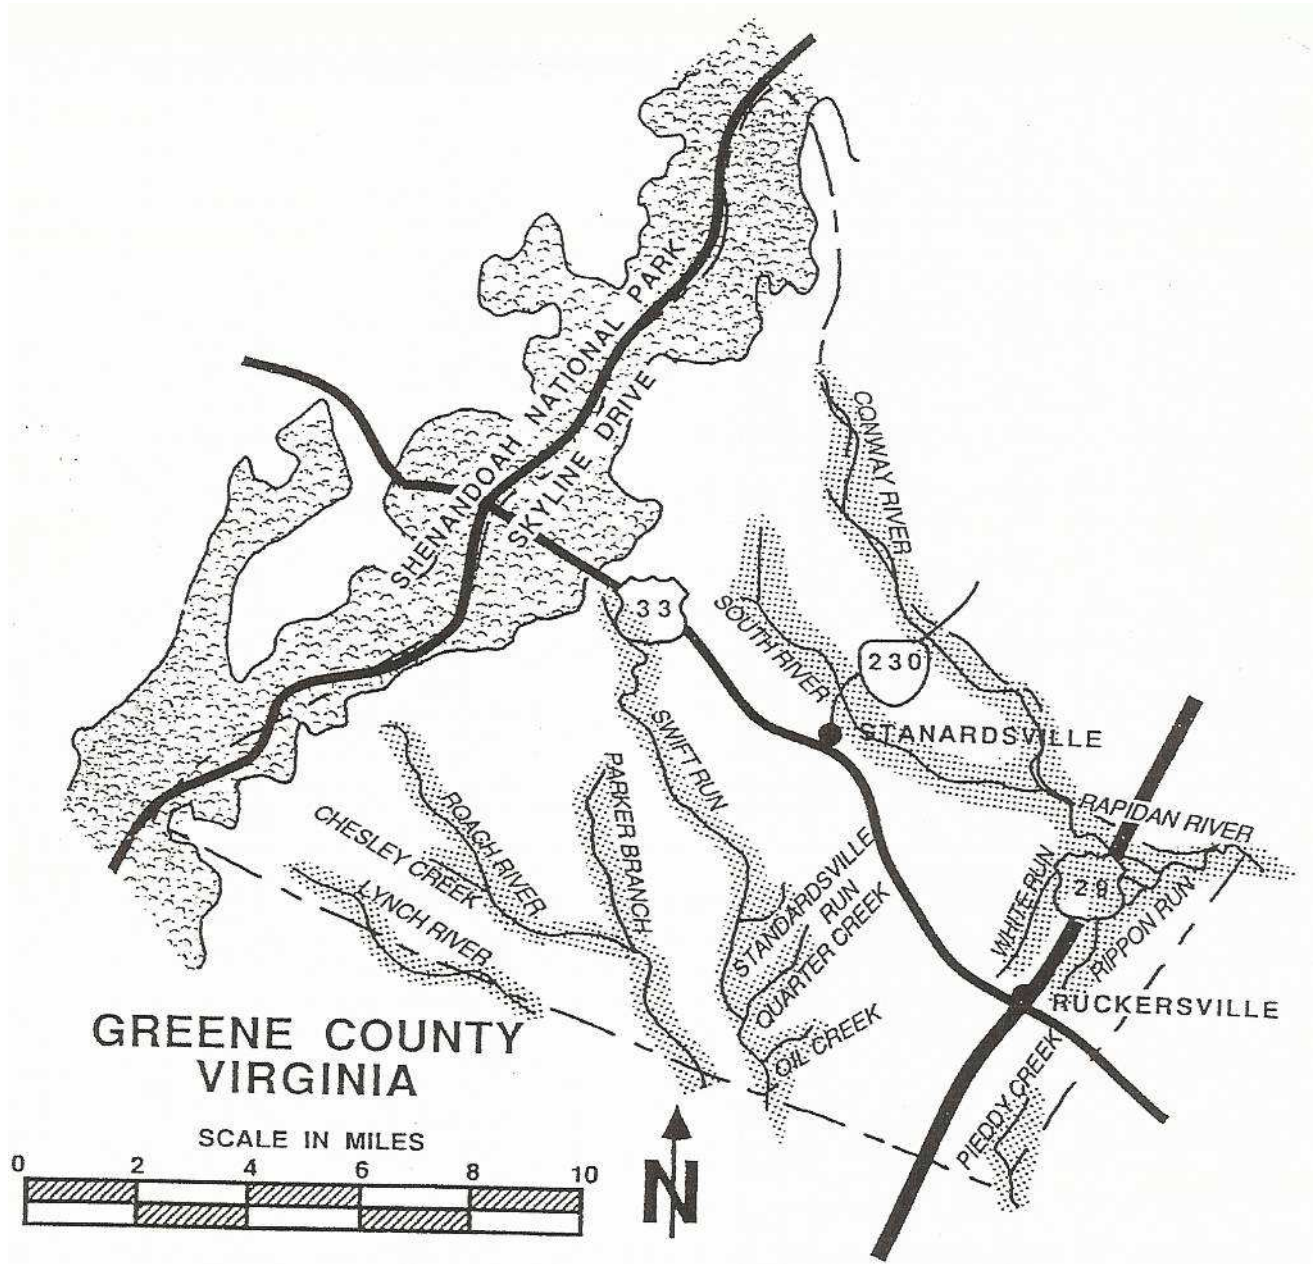 SHENANDOAH NATIONAL PARK
SKYLINE DRIVE
CONWAY RIVER
33
SOUTH RIVER
230
STANARDSVILLE
SWIFT RUN
PARKER BRANCH
ROACH RIVER
CHESLEY CREEK
LYNCH RIVER
RAPIDAN RIVER
29
WHITE RUN
RIPPON RUN
STANDARDSVILLE
RUN
QUARTER CREEK
OIL CREEK
RUCKERSVILLE
PIEDDY CREEK
GREENE COUNTY
VIRGINIA
SCALE IN MILES
0 2 4 6 8 10
N